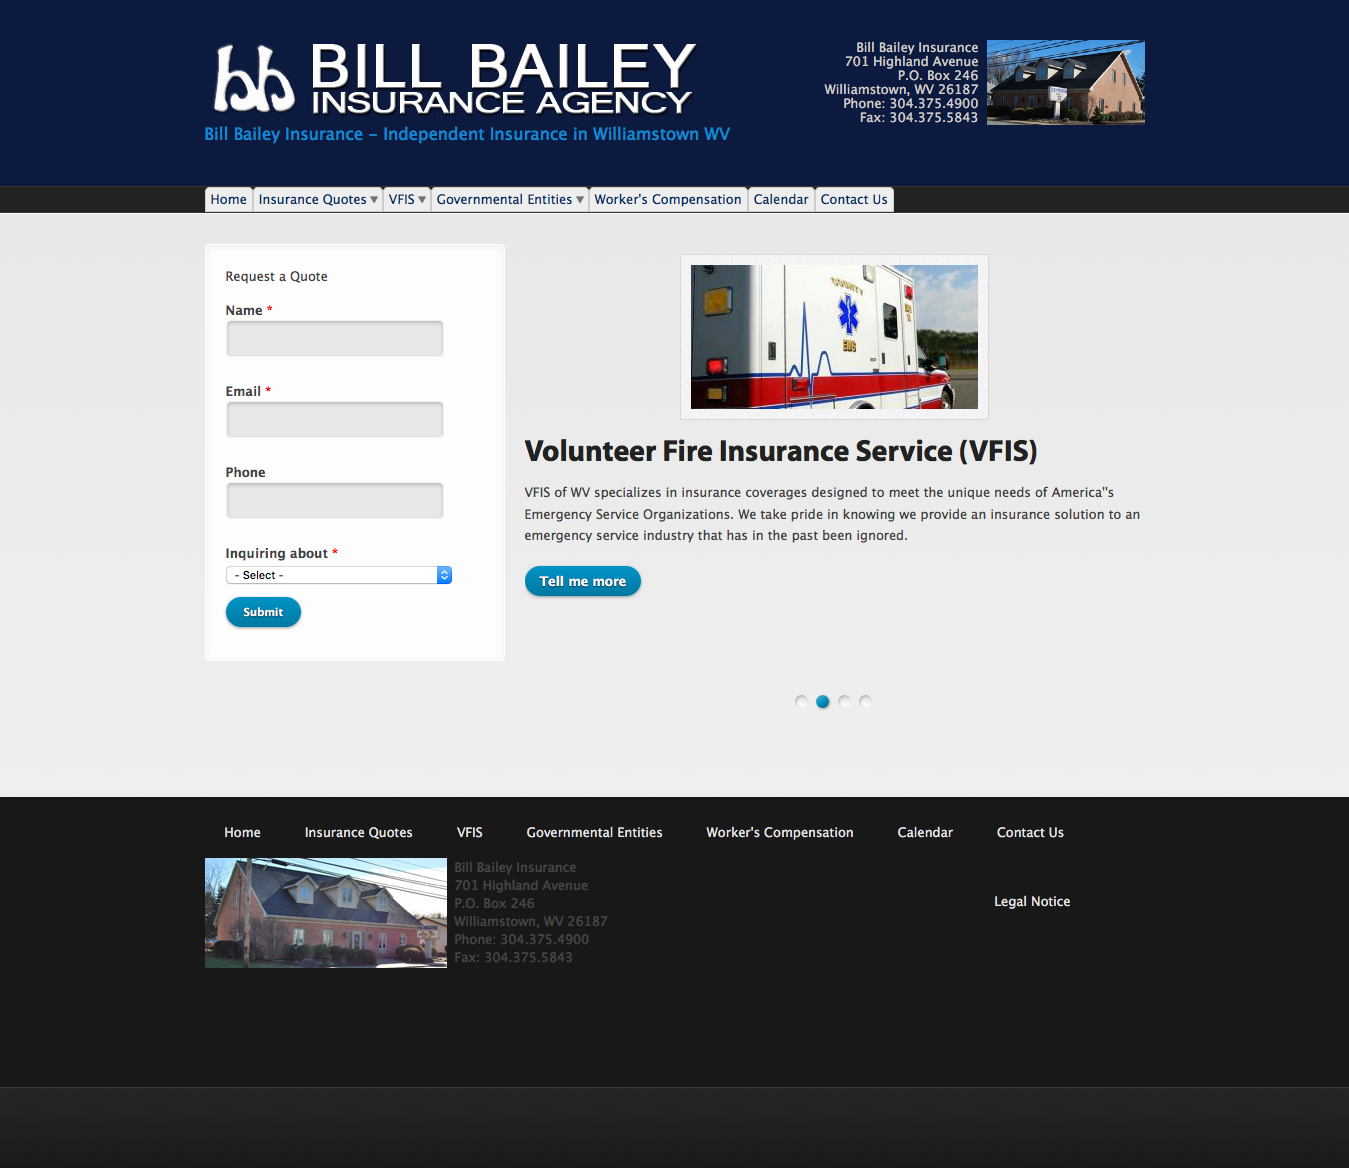 bb BILL BAILEY
INSURANCE AGENCY
Bill Bailey Insurance - Independent Insurance in Williamstown WV
Bill Bailey Insurance
701 Highland Avenue
P.O. Box 246
Williamstown, WV 26187
Phone: 304.375.4900
Fax: 304.375.5843
Home Insurance Quotes VFIS Governmental Entities Worker's Compensation Calendar Contact Us
Request a Quote
Name *
Email *
Phone
Inquiring about *
- Select -
Submit
COUNTY
EMS
Volunteer Fire Insurance Service (VFIS)
VFIS of WV specializes in insurance coverages designed to meet the unique needs of America"s
Emergency Service Organizations. We take pride in knowing we provide an insurance solution to an
emergency service industry that has in the past been ignored.
Tell me more
Home Insurance Quotes VFIS Governmental Entities Worker's Compensation Calendar Contact Us
Bill Bailey Insurance
701 Highland Avenue
P.O. Box 246
Williamstown, WV 26187
Phone: 304.375.4900
Fax: 304.375.5843
Legal Notice